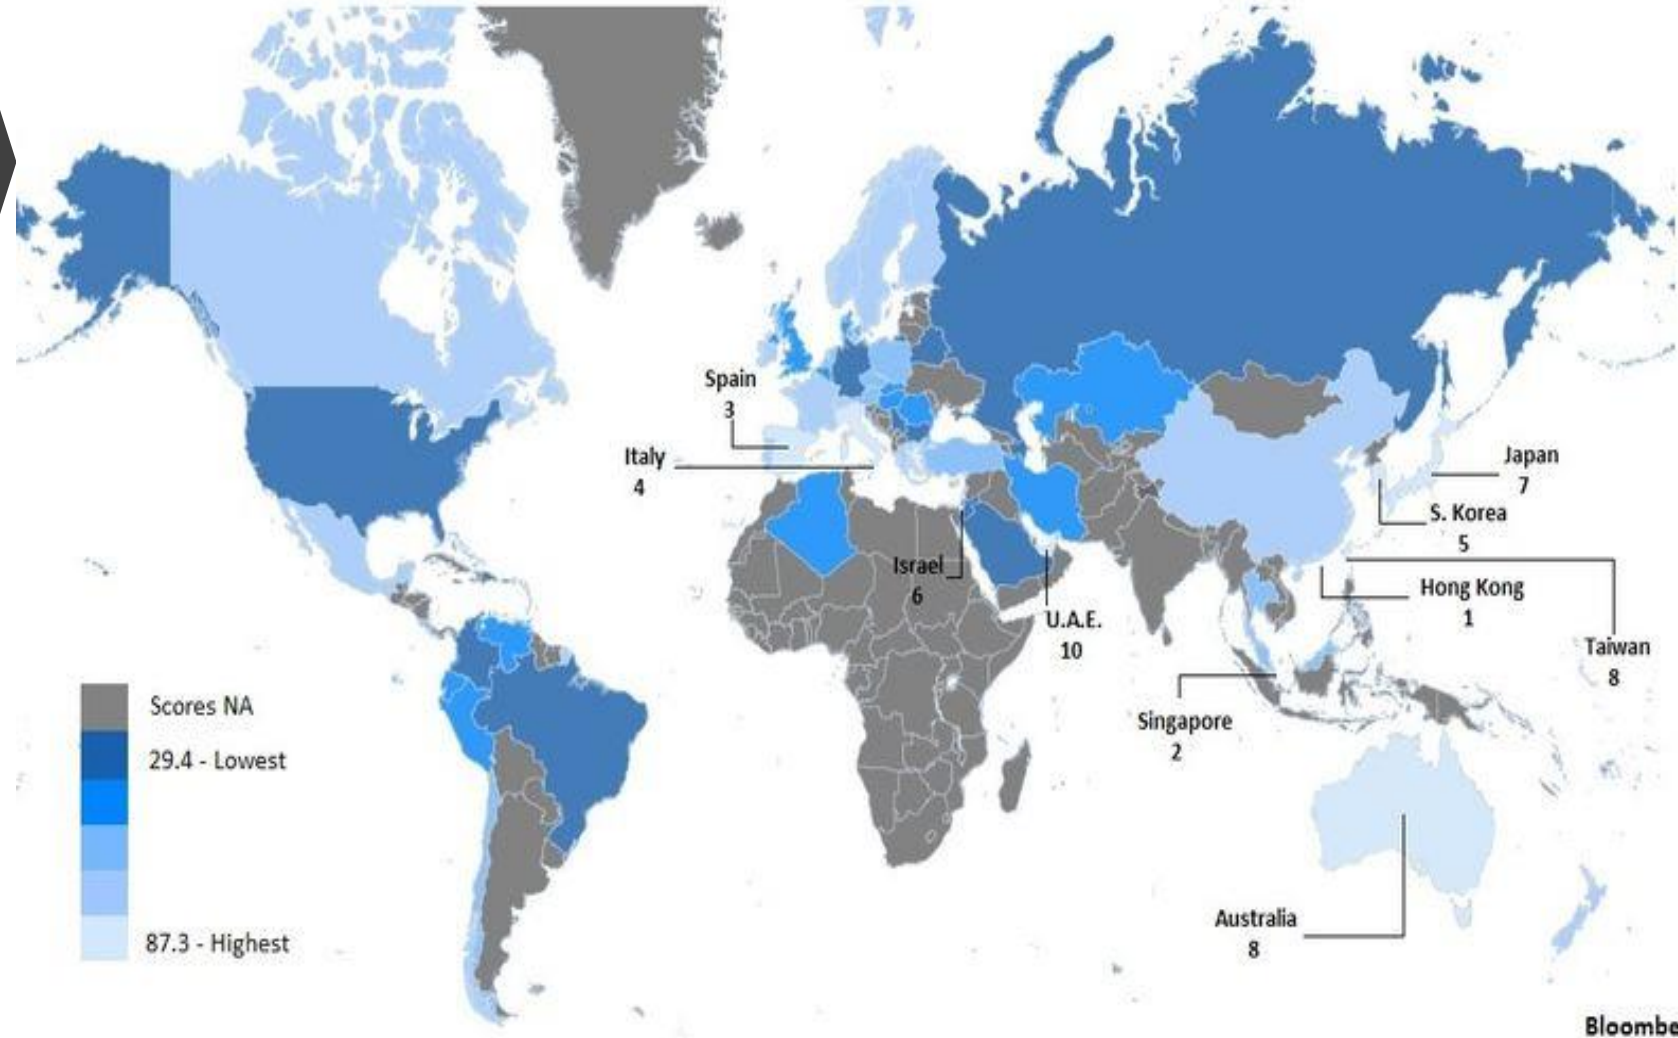 Spain
3
Italy
4
Japan
7
S. Korea
5
Israel
6
Hong Kong
1
U.A.E.
10
Taiwan
8
Scores NA
Singapore
2
29.4 - Lowest
Australia
8
87.3 - Highest
Bloombe